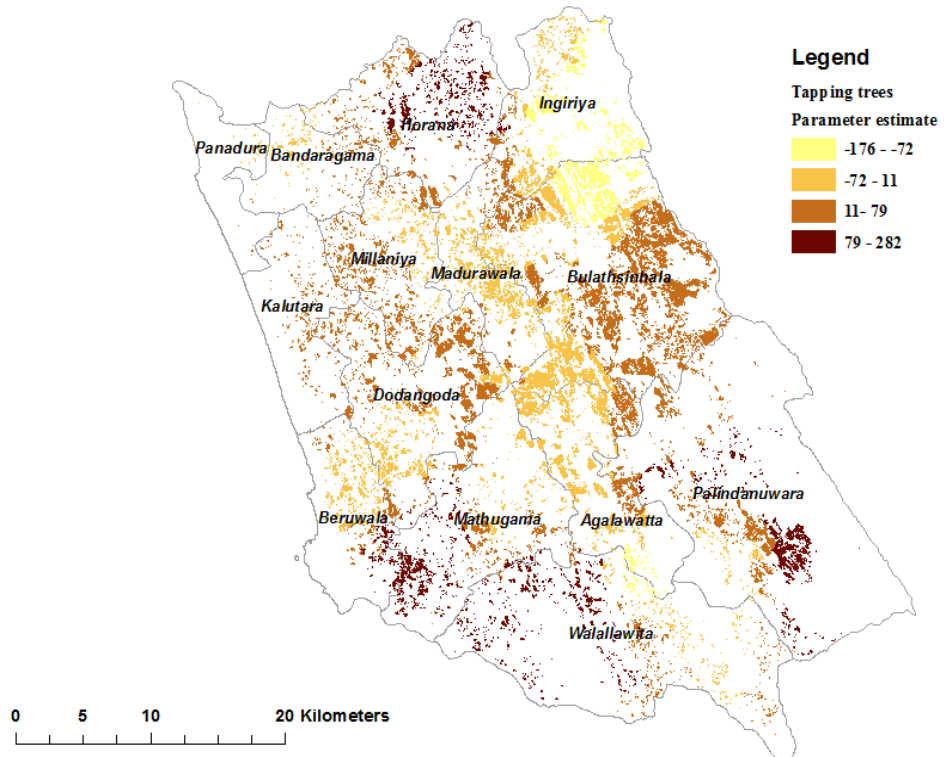 Legend
Tapping trees
Parameter estimate
-176 - -72
-72 - 11
11- 79
79 - 282
Ingiriya
Horana
Panadura
Bandaragama
Millaniya
Madurawala
Bulathsinhala
Kalutara
Dodangoda
Palindanuwara
Beruwala
Mathugama
Agalawatta
Walallawita
0 5 10 20 Kilometers